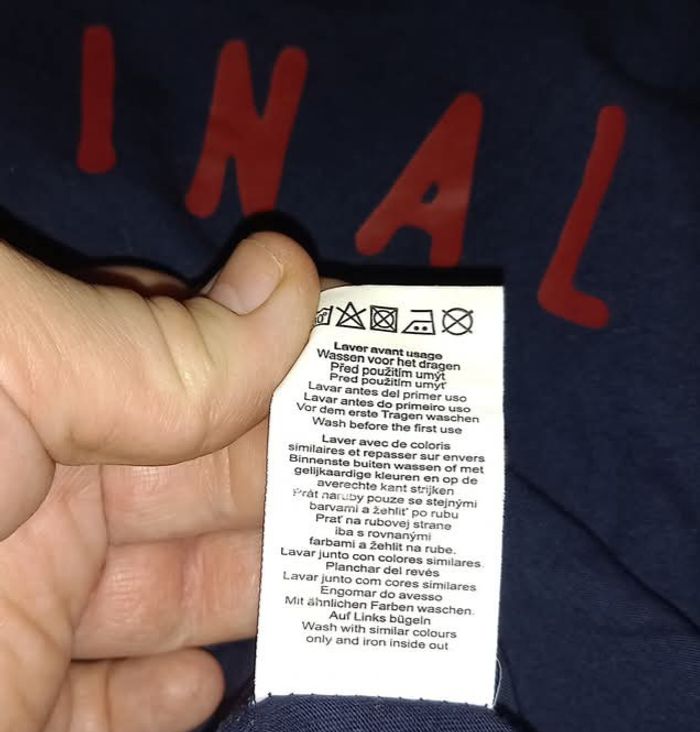 INAL
Laver avant usage
Wassen voor het dragen
Před použitím umýt
Pred použitím umyť
Lavar antes del primer uso
Lavar antes do primeiro uso
Vor dem erste Tragen waschen
Wash before the first use
Laver avec de coloris
similaires et repasser sur envers
Binnenste buiten wassen of met
gelijkaardige kleuren en op de
averechte kant strijken
Prát naruby pouze se stejnými
barvami a žehliť po rubu
Prať na rubovej strane
iba s rovnanými
farbami a žehlit na rube.
Lavar junto con colores similares.
Planchar del revés
Lavar junto com cores similares
Engomar do avesso
Mit ähnlichen Farben waschen.
Auf Links bügeln
Wash with similar colours
only and iron inside out